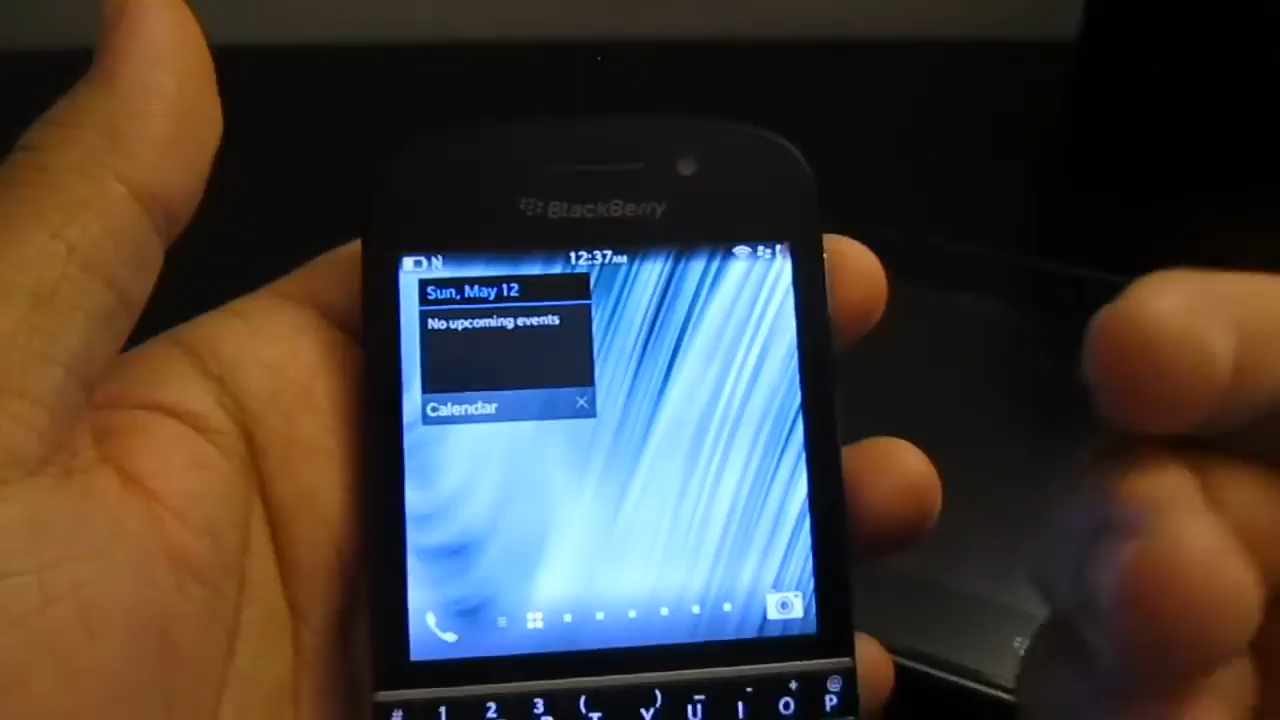 BlackBerry
N 12:37AM
Sun, May 12
No upcoming events
Calendar
# 1 2 3 ( ) _ - + @
T Y U I O P